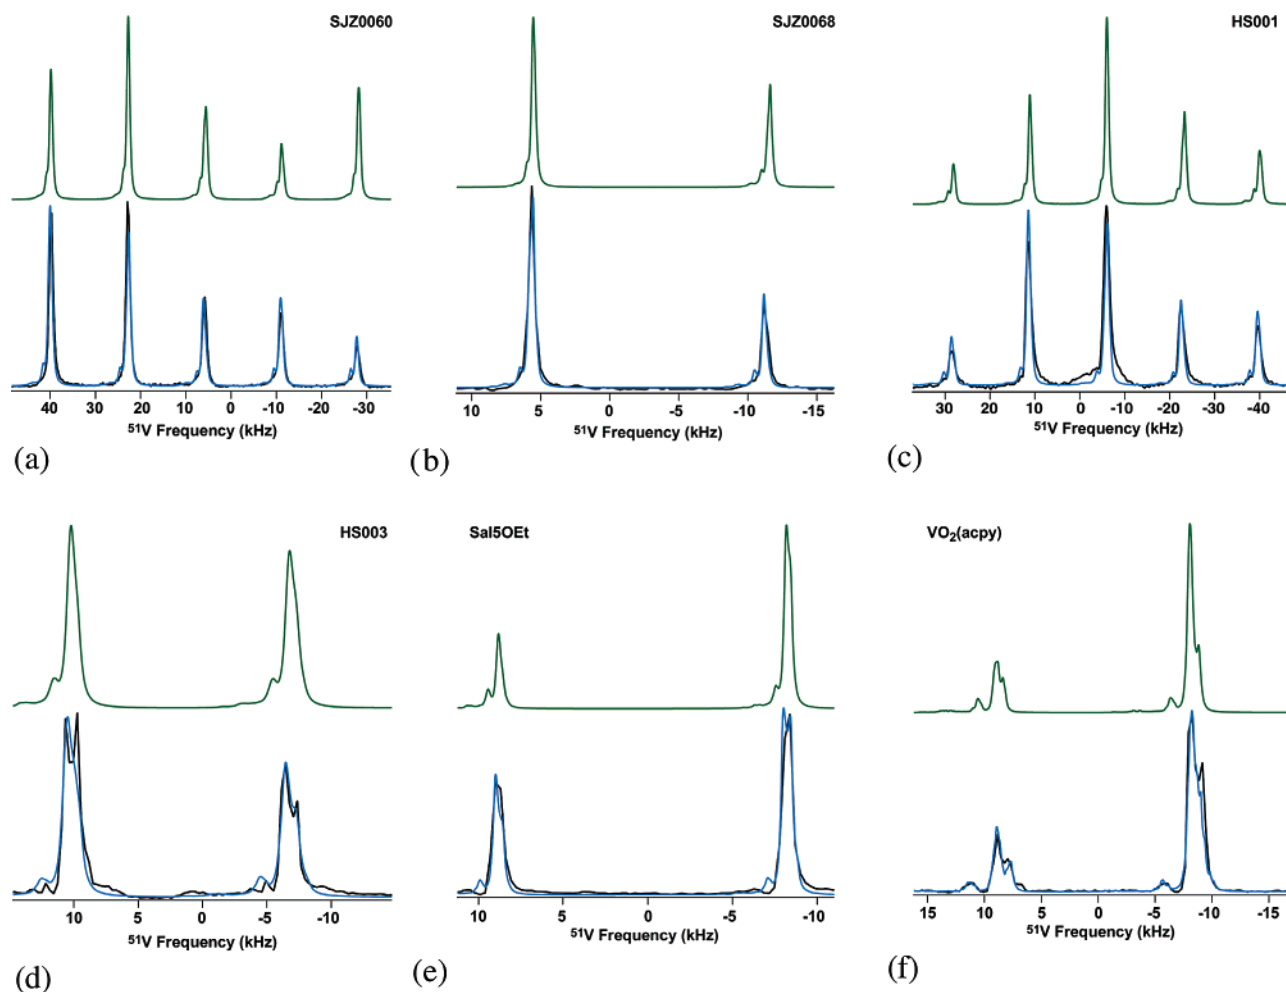 SJZ0060
40 30 20 10 0 -10 -20 -30
⁵¹V Frequency (kHz)
(a)
SJZ0068
10 5 0 -5 -10 -15
⁵¹V Frequency (kHz)
(b)
HS001
30 20 10 0 -10 -20 -30 -40
⁵¹V Frequency (kHz)
(c)
HS003
10 5 0 -5 -10
⁵¹V Frequency (kHz)
(d)
Sal5OEt
10 5 0 -5 -10
⁵¹V Frequency (kHz)
(e)
VO₂(acpy)
15 10 5 0 -5 -10 -15
⁵¹V Frequency (kHz)
(f)